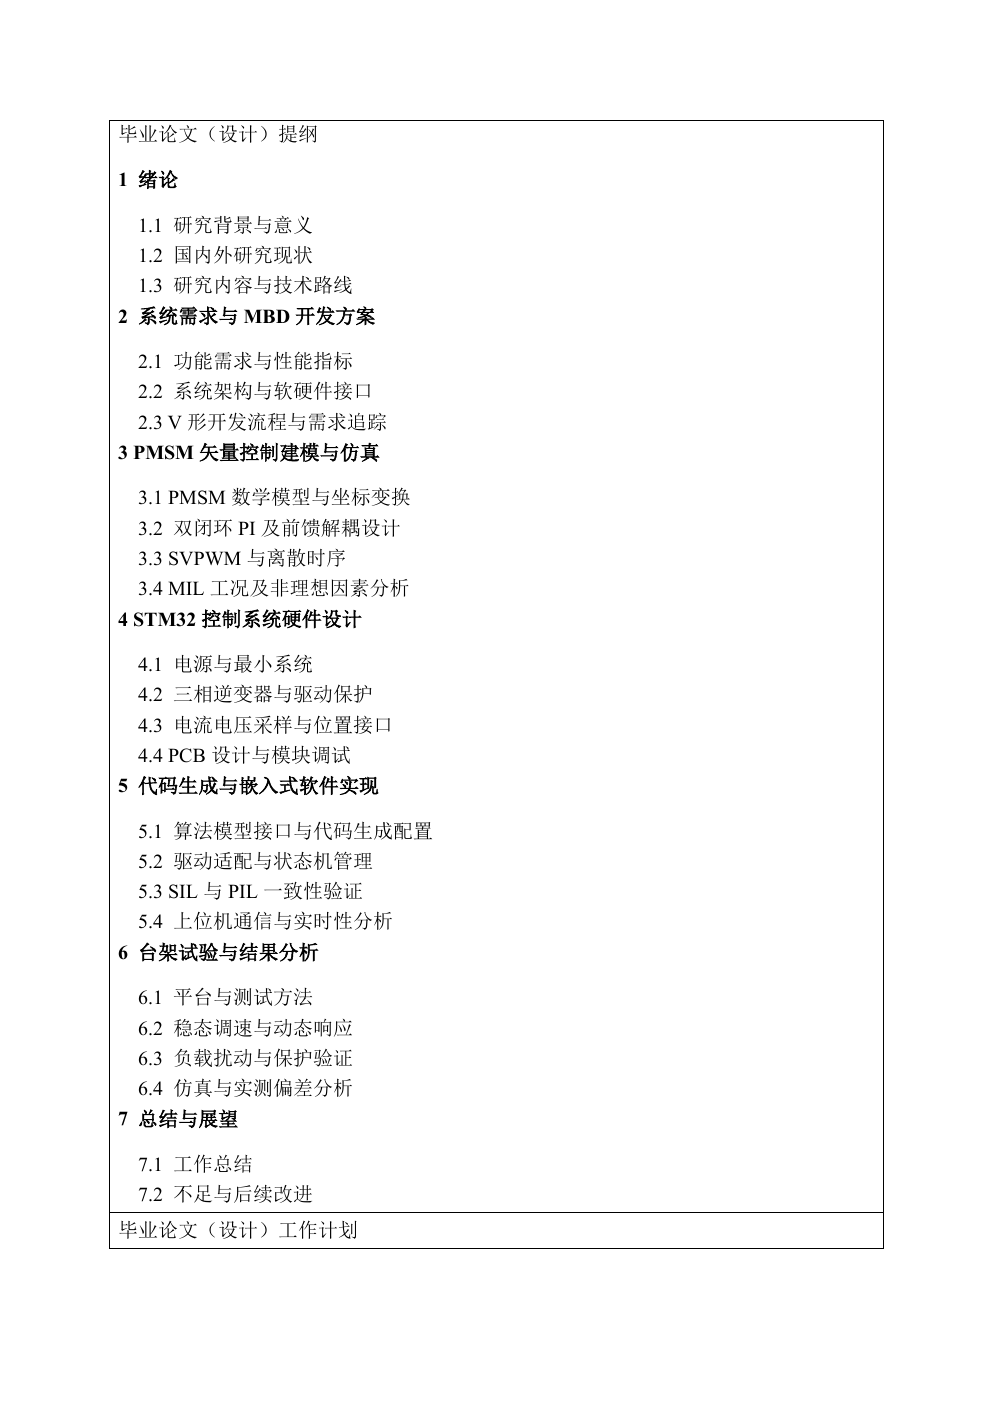 毕业论文（设计）提纲
1 绪论
1.1 研究背景与意义
1.2 国内外研究现状
1.3 研究内容与技术路线
2 系统需求与 MBD 开发方案
2.1 功能需求与性能指标
2.2 系统架构与软硬件接口
2.3 V 形开发流程与需求追踪
3 PMSM 矢量控制建模与仿真
3.1 PMSM 数学模型与坐标变换
3.2 双闭环 PI 及前馈解耦设计
3.3 SVPWM 与离散时序
3.4 MIL 工况及非理想因素分析
4 STM32 控制系统硬件设计
4.1 电源与最小系统
4.2 三相逆变器与驱动保护
4.3 电流电压采样与位置接口
4.4 PCB 设计与模块调试
5 代码生成与嵌入式软件实现
5.1 算法模型接口与代码生成配置
5.2 驱动适配与状态机管理
5.3 SIL 与 PIL 一致性验证
5.4 上位机通信与实时性分析
6 台架试验与结果分析
6.1 平台与测试方法
6.2 稳态调速与动态响应
6.3 负载扰动与保护验证
6.4 仿真与实测偏差分析
7 总结与展望
7.1 工作总结
7.2 不足与后续改进
毕业论文（设计）工作计划